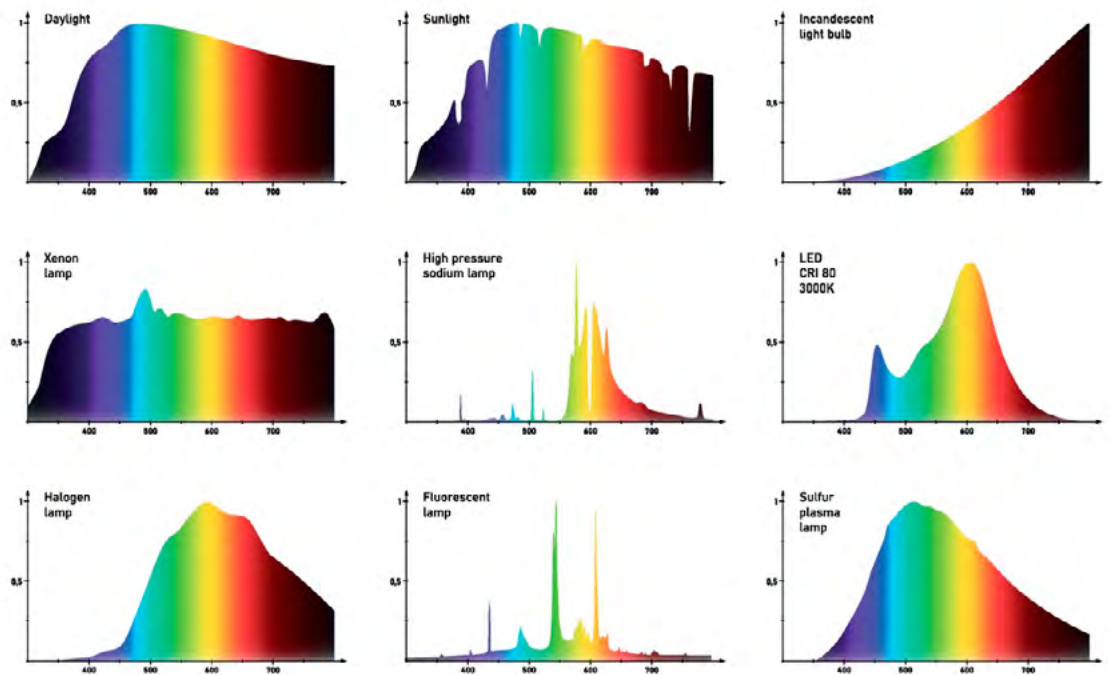 Daylight
1
0,5
400 500 600 700
Sunlight
1
0,5
400 500 600 700
Incandescent
light bulb
1
0,5
400 500 600 700
Xenon
lamp
1
0,5
400 500 600 700
High pressure
sodium lamp
1
0,5
400 500 600 700
LED
CRI 80
3000K
1
0,5
400 500 600 700
Halogen
lamp
1
0,5
400 500 600 700
Fluorescent
lamp
1
0,5
400 500 600 700
Sulfur
plasma
lamp
1
0,5
400 500 600 700